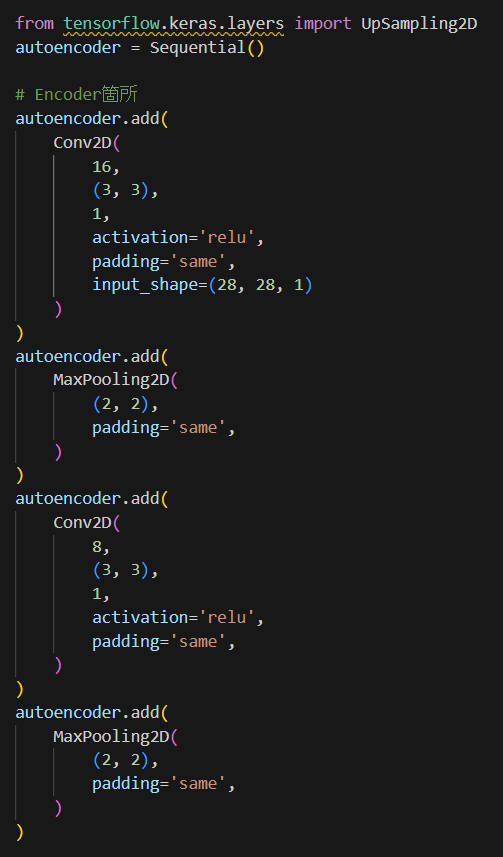 from tensorflow.keras.layers import UpSampling2D
autoencoder = Sequential()

# Encoder箇所
autoencoder.add(
    Conv2D(
        16,
        (3, 3),
        1,
        activation='relu',
        padding='same',
        input_shape=(28, 28, 1)
    )
)
autoencoder.add(
    MaxPooling2D(
        (2, 2),
        padding='same',
    )
)
autoencoder.add(
    Conv2D(
        8,
        (3, 3),
        1,
        activation='relu',
        padding='same',
    )
)
autoencoder.add(
    MaxPooling2D(
        (2, 2),
        padding='same',
    )
)